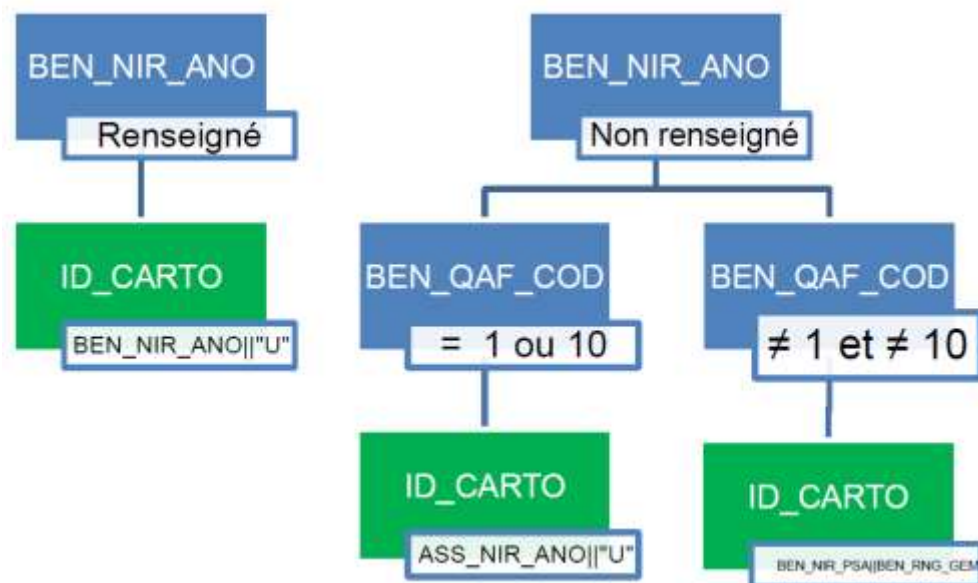 BEN_NIR_ANO
Renseigné
ID_CARTO
BEN_NIR_ANO||"U"
BEN_NIR_ANO
Non renseigné
BEN_QAF_COD
= 1 ou 10
ID_CARTO
ASS_NIR_ANO||"U"
BEN_QAF_COD
≠ 1 et ≠ 10
ID_CARTO
BEN_NIR_PSA||BEN_RNG_GEM